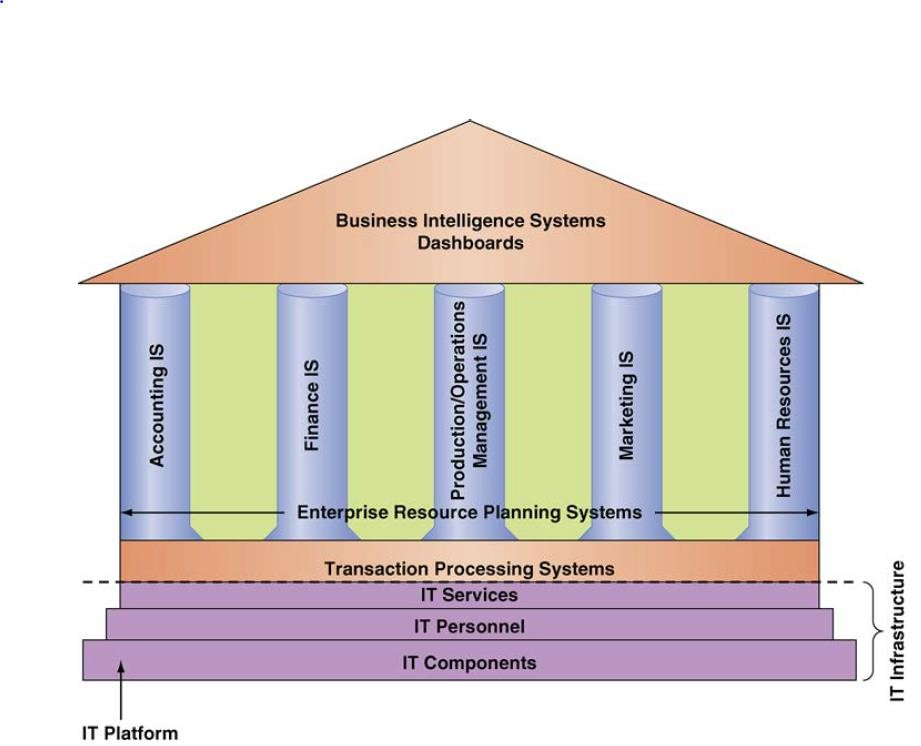 Business Intelligence Systems
Dashboards
Accounting IS
Finance IS
Production/Operations
Management IS
Marketing IS
Human Resources IS
Enterprise Resource Planning Systems
Transaction Processing Systems
IT Services
IT Personnel
IT Components
IT Infrastructure
IT Platform